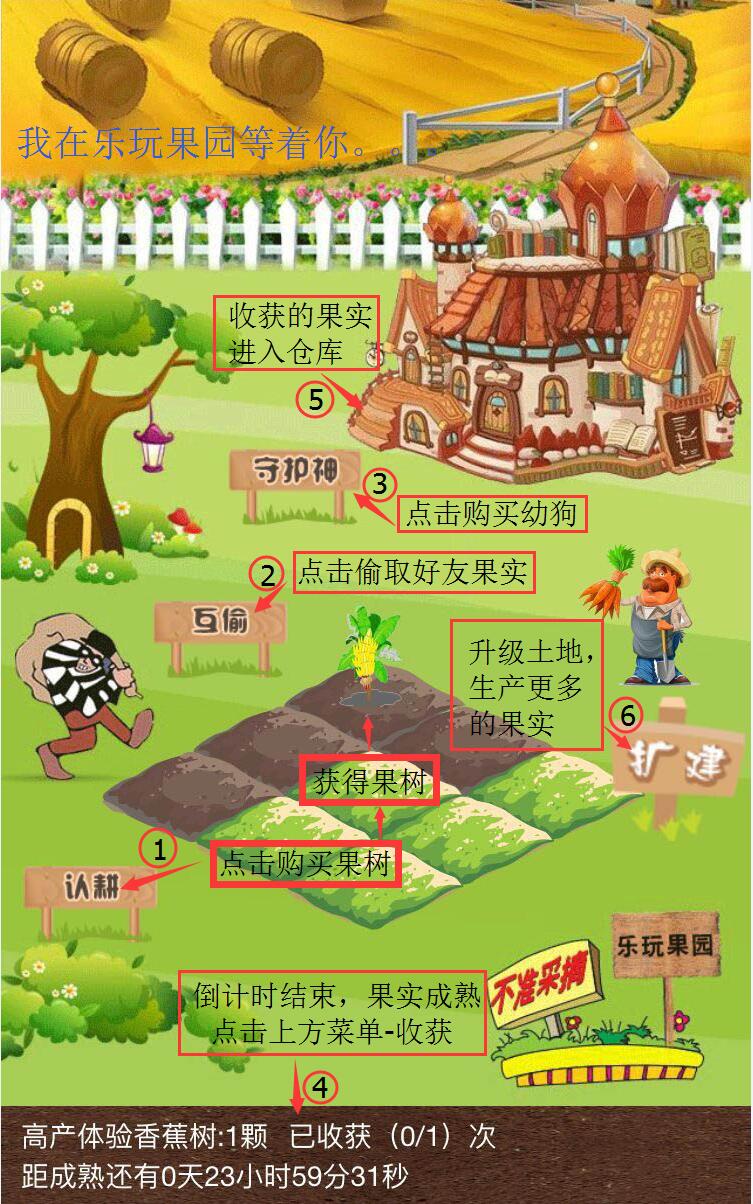 我在乐玩果园等着你。。。
收获的果实
进入仓库
⑤
守护神
③
点击购买幼狗
②
点击偷取好友果实
互偷
升级土地，
生产更多
的果实
⑥
扩建
获得果树
①
点击购买果树
认耕
乐玩果园
不准采摘
倒计时结束，果实成熟
点击上方菜单-收获
④
高产体验香蕉树:1颗 已收获（0/1）次
距成熟还有0天23小时59分31秒